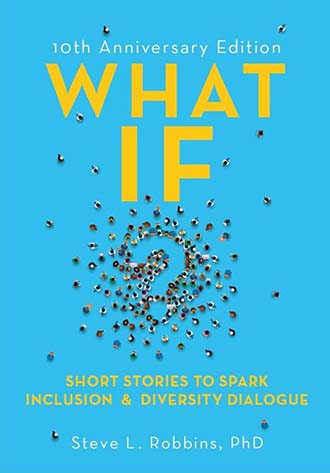 10th Anniversary Edition
WHAT
IF
?
SHORT STORIES TO SPARK
INCLUSION & DIVERSITY DIALOGUE
Steve L. Robbins, PhD